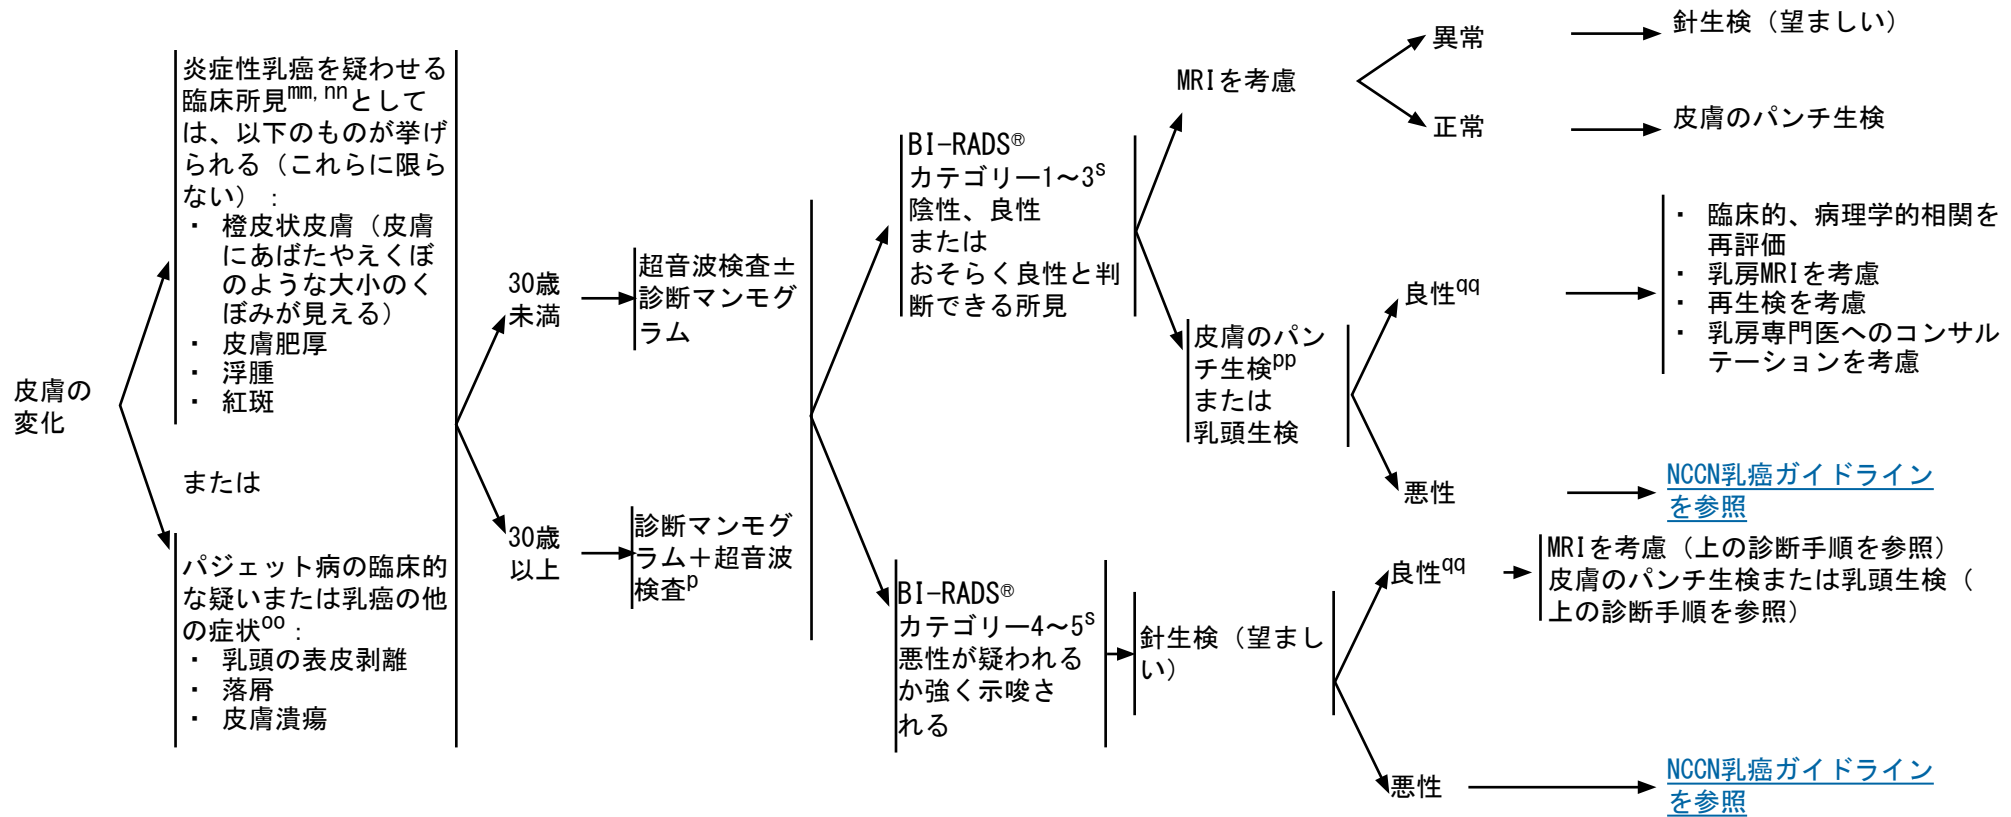 皮膚の
変化
炎症性乳癌を疑わせる
臨床所見mm,nnとして
は、以下のものが挙げ
られる（これらに限ら
ない）：
・ 橙皮状皮膚（皮膚
にあばたやえくぼ
のような大小のく
ぼみが見える）
・ 皮膚肥厚
・ 浮腫
・ 紅斑
または
パジェット病の臨床的
な疑いまたは乳癌の他
の症状oo：
・ 乳頭の表皮剥離
・ 落屑
・ 皮膚潰瘍
30歳
未満
超音波検査±
診断マンモグ
ラム
30歳
以上
診断マンモグ
ラム＋超音波
検査p
BI-RADS®
カテゴリー1～3s
陰性、良性
または
おそらく良性と判
断できる所見
MRIを考慮
異常
針生検（望ましい）
正常
皮膚のパンチ生検
皮膚のパン
チ生検pp
または
乳頭生検
良性qq
・ 臨床的、病理学的相関を
再評価
・ 乳房MRIを考慮
・ 再生検を考慮
・ 乳房専門医へのコンサル
テーションを考慮
悪性
NCCN乳癌ガイドライン
を参照
BI-RADS®
カテゴリー4～5s
悪性が疑われる
か強く示唆さ
れる
針生検（望まし
い）
良性qq
MRIを考慮（上の診断手順を参照）
皮膚のパンチ生検または乳頭生検（
上の診断手順を参照）
悪性
NCCN乳癌ガイドライン
を参照